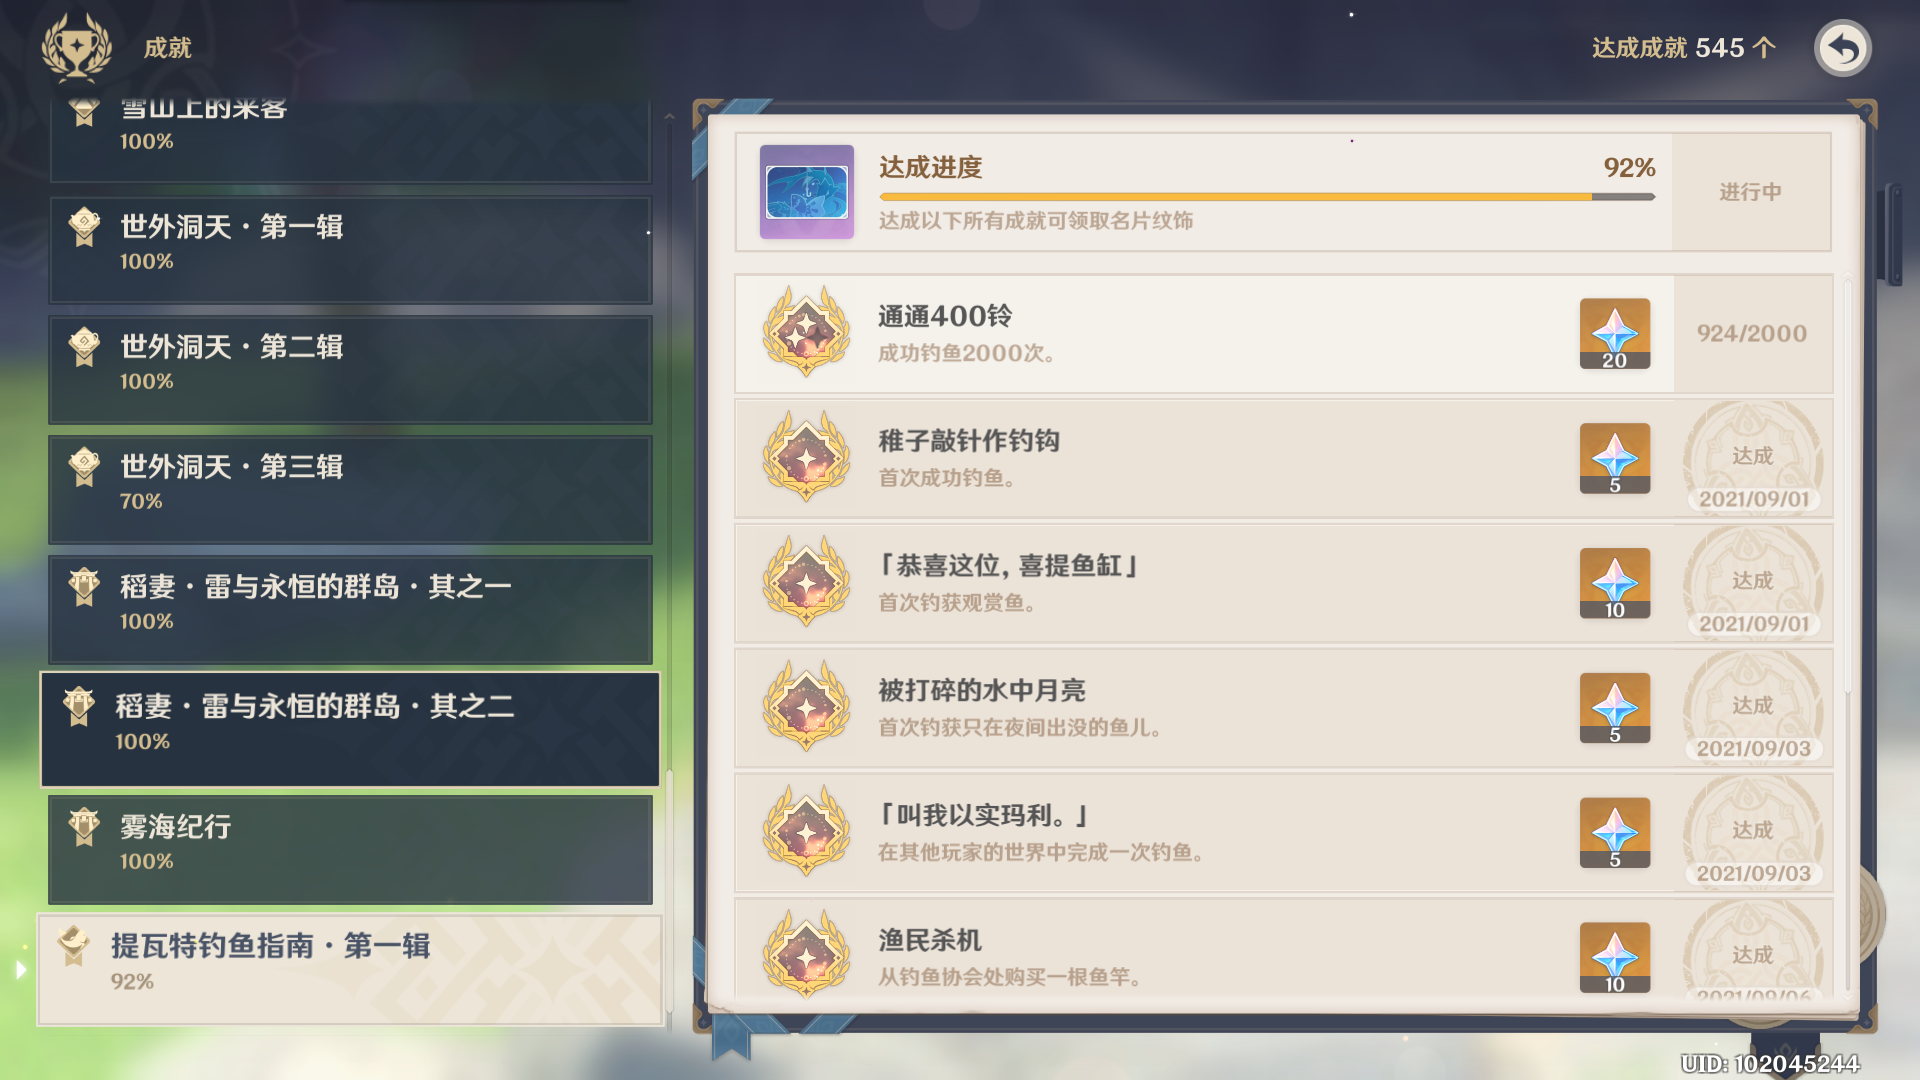 成就
达成成就 545 个
雪山上的来客
100%
世外洞天·第一辑
100%
世外洞天·第二辑
100%
世外洞天·第三辑
70%
稻妻·雷与永恒的群岛·其之一
100%
稻妻·雷与永恒的群岛·其之二
100%
雾海纪行
100%
提瓦特钓鱼指南·第一辑
92%
达成进度
92%
达成以下所有成就可领取名片纹饰
进行中
通通400铃
成功钓鱼2000次。
20
924/2000
稚子敲针作钓钩
首次成功钓鱼。
5
达成
2021/09/01
「恭喜这位，喜提鱼缸」
首次钓获观赏鱼。
10
达成
2021/09/01
被打碎的水中月亮
首次钓获只在夜间出没的鱼儿。
5
达成
2021/09/03
「叫我以实玛利。」
在其他玩家的世界中完成一次钓鱼。
5
达成
2021/09/03
渔民杀机
从钓鱼协会处购买一根鱼竿。
10
达成
2021/09/06
UID: 102045244